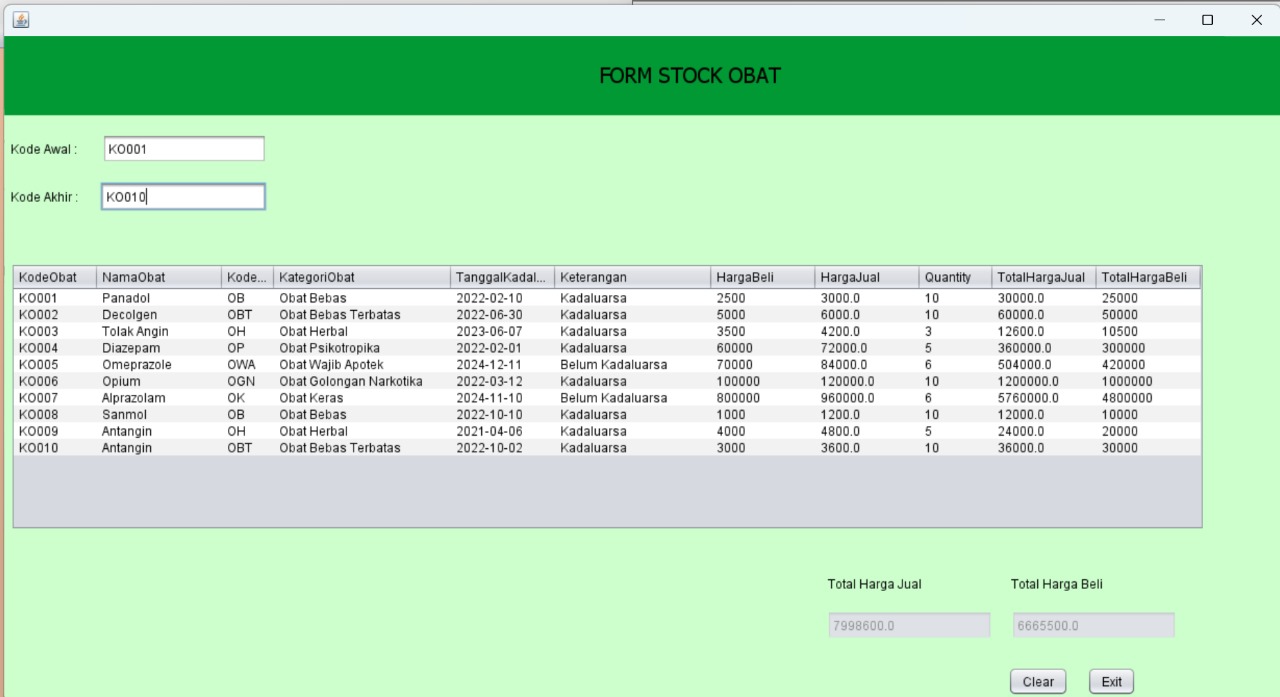 FORM STOCK OBAT
Kode Awal : KO001
Kode Akhir : KO010
KodeObat NamaObat Kode... KategoriObat TanggalKadal... Keterangan HargaBeli HargaJual Quantity TotalHargaJual TotalHargaBeli
KO001 Panadol OB Obat Bebas 2022-02-10 Kadaluarsa 2500 3000.0 10 30000.0 25000
KO002 Decolgen OBT Obat Bebas Terbatas 2022-06-30 Kadaluarsa 5000 6000.0 10 60000.0 50000
KO003 Tolak Angin OH Obat Herbal 2023-06-07 Kadaluarsa 3500 4200.0 3 12600.0 10500
KO004 Diazepam OP Obat Psikotropika 2022-02-01 Kadaluarsa 60000 72000.0 5 360000.0 300000
KO005 Omeprazole OWA Obat Wajib Apotek 2024-12-11 Belum Kadaluarsa 70000 84000.0 6 504000.0 420000
KO006 Opium OGN Obat Golongan Narkotika 2022-03-12 Kadaluarsa 100000 120000.0 10 1200000.0 1000000
KO007 Alprazolam OK Obat Keras 2024-11-10 Belum Kadaluarsa 800000 960000.0 6 5760000.0 4800000
KO008 Sanmol OB Obat Bebas 2022-10-10 Kadaluarsa 1000 1200.0 10 12000.0 10000
KO009 Antangin OH Obat Herbal 2021-04-06 Kadaluarsa 4000 4800.0 5 24000.0 20000
KO010 Antangin OBT Obat Bebas Terbatas 2022-10-02 Kadaluarsa 3000 3600.0 10 36000.0 30000
Total Harga Jual Total Harga Beli
7998600.0 6665500.0
Clear Exit